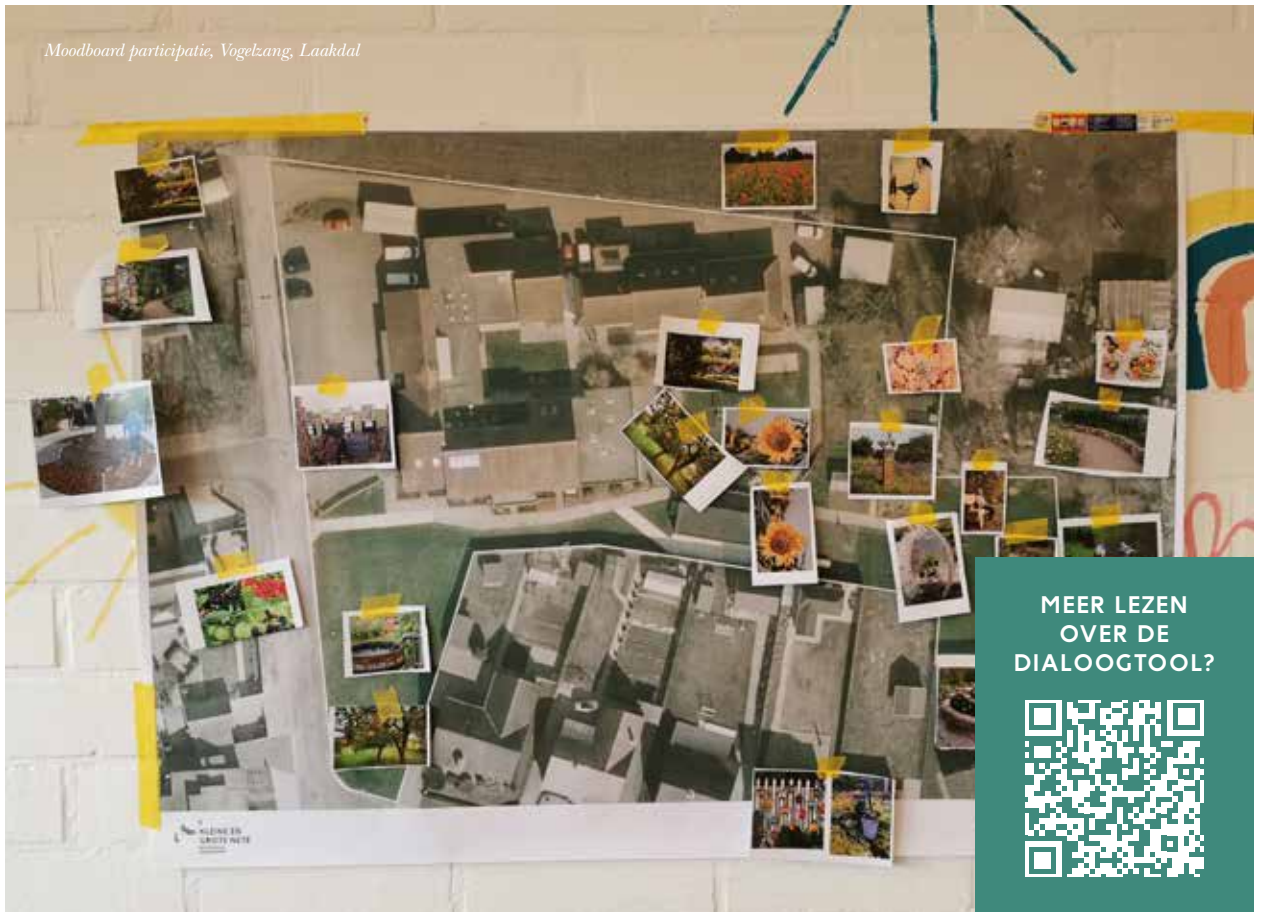 Moodboard participatie, Vogelzang, Laakdal
KLEINE EN
GROTE NETE
MEER LEZEN
OVER DE
DIALOOGTOOL?